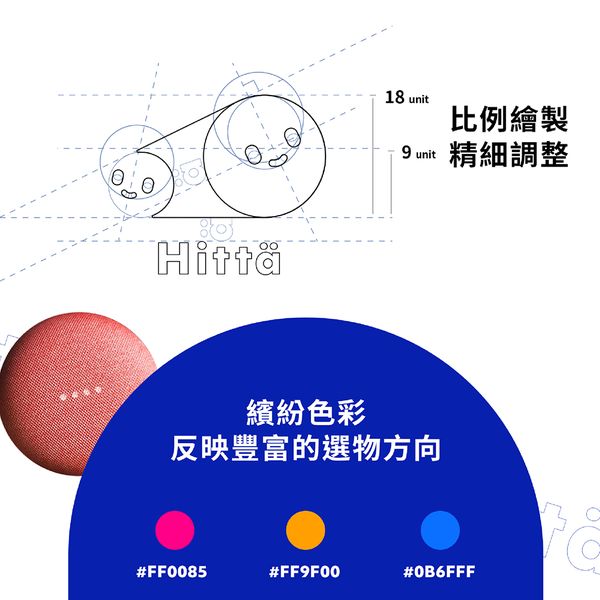 18 unit
9 unit
比例繪製
精細調整
Hittä
繽紛色彩
反映豐富的選物方向
#FF0085
#FF9F00
#0B6FFF